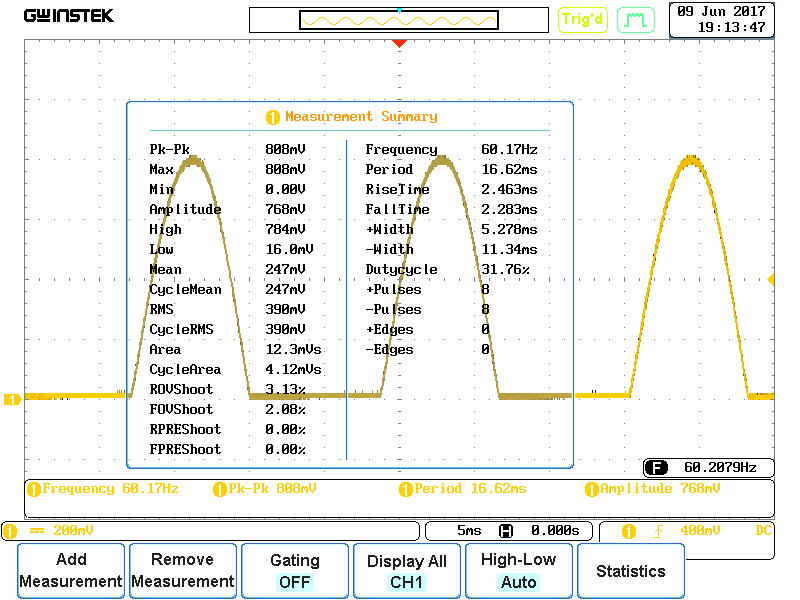 GWINSTEK
Trig'd
09 Jun 2017
19:13:47
1 Measurement Summary
Pk-Pk 808mV
Max 808mV
Min 0.00V
Amplitude 768mV
High 784mV
Low 16.0mV
Mean 247mV
CycleMean 247mV
RMS 390mV
CycleRMS 390mV
Area 12.3mVs
CycleArea 4.12mVs
ROVShoot 3.13%
FOVShoot 2.08%
RPREShoot 0.00%
FPREShoot 0.00%
Frequency 60.17Hz
Period 16.62ms
RiseTime 2.463ms
FallTime 2.283ms
+Width 5.278ms
-Width 11.34ms
Dutycycle 31.76%
+Pulses 8
-Pulses 8
+Edges 0
-Edges 0
1
F 60.2079Hz
1 Frequency 60.17Hz 1 Pk-Pk 808mV 1 Period 16.62ms 1 Amplitude 768mV
1 200mV 5ms H 0.000s 1 400mV DC
Add Measurement
Remove Measurement
Gating OFF
Display All CH1
High-Low Auto
Statistics